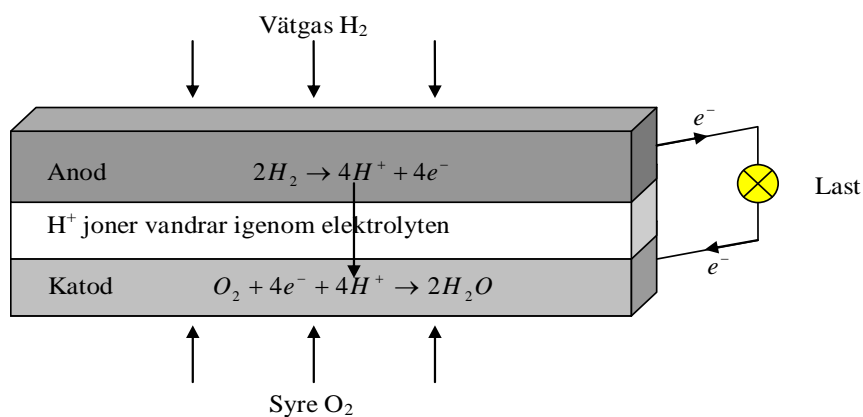 Vätgas H₂
e⁻
Anod 2H₂ → 4H⁺ + 4e⁻
Last
H⁺ joner vandrar igenom elektrolyten
e⁻
Katod O₂ + 4e⁻ + 4H⁺ → 2H₂O
Syre O₂